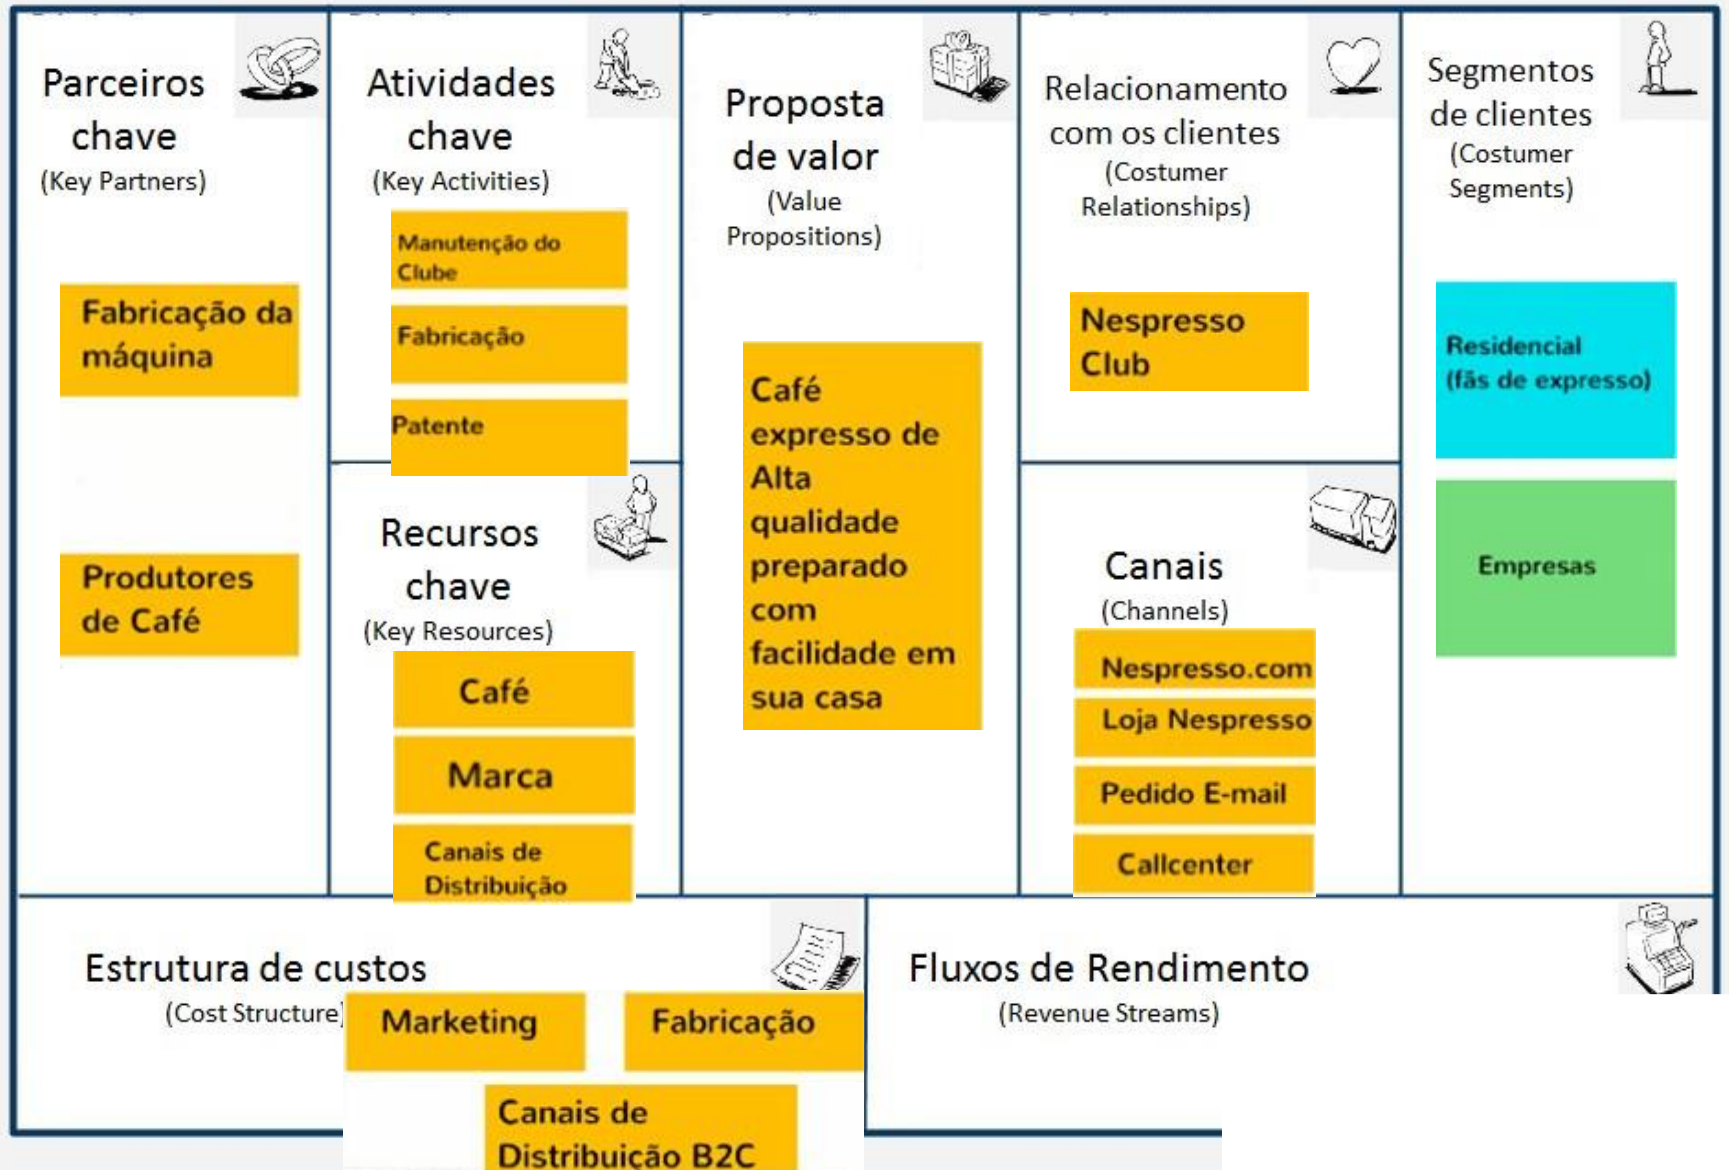 Parceiros
chave
(Key Partners)
Fabricação da
máquina
Produtores
de Café
Atividades
chave
(Key Activities)
Manutenção do
Clube
Fabricação
Patente
Recursos
chave
(Key Resources)
Café
Marca
Canais de
Distribuição
Proposta
de valor
(Value
Propositions)
Café
expresso de
Alta
qualidade
preparado
com
facilidade em
sua casa
Relacionamento
com os clientes
(Costumer
Relationships)
Nespresso
Club
Canais
(Channels)
Nespresso.com
Loja Nespresso
Pedido E-mail
Callcenter
Segmentos
de clientes
(Costumer
Segments)
Residencial
(fãs de expresso)
Empresas
Estrutura de custos
(Cost Structure)
Marketing
Fabricação
Canais de
Distribuição B2C
Fluxos de Rendimento
(Revenue Streams)